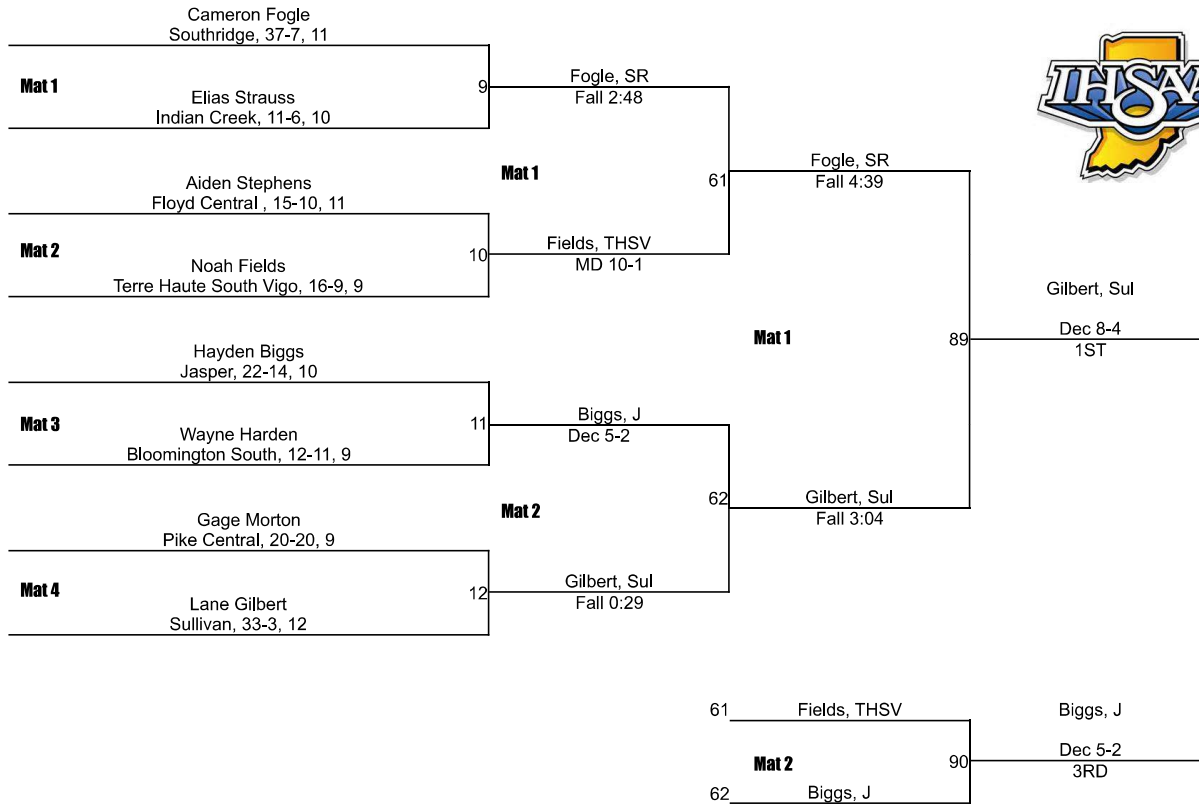 Cameron Fogle
Southridge, 37-7, 11
Mat 1
Elias Strauss
Indian Creek, 11-6, 10
9
Fogle, SR
Fall 2:48
Aiden Stephens
Floyd Central , 15-10, 11
Mat 2
Noah Fields
Terre Haute South Vigo, 16-9, 9
10
Fields, THSV
MD 10-1
Mat 1
61
Fogle, SR
Fall 4:39
Hayden Biggs
Jasper, 22-14, 10
Mat 3
Wayne Harden
Bloomington South, 12-11, 9
11
Biggs, J
Dec 5-2
Gage Morton
Pike Central, 20-20, 9
Mat 4
Lane Gilbert
Sullivan, 33-3, 12
12
Gilbert, Sul
Fall 0:29
Mat 2
62
Gilbert, Sul
Fall 3:04
Mat 1
89
Gilbert, Sul
Dec 8-4
1ST
IHSAA
61
Fields, THSV
Mat 2
62
Biggs, J
90
Biggs, J
Dec 5-2
3RD